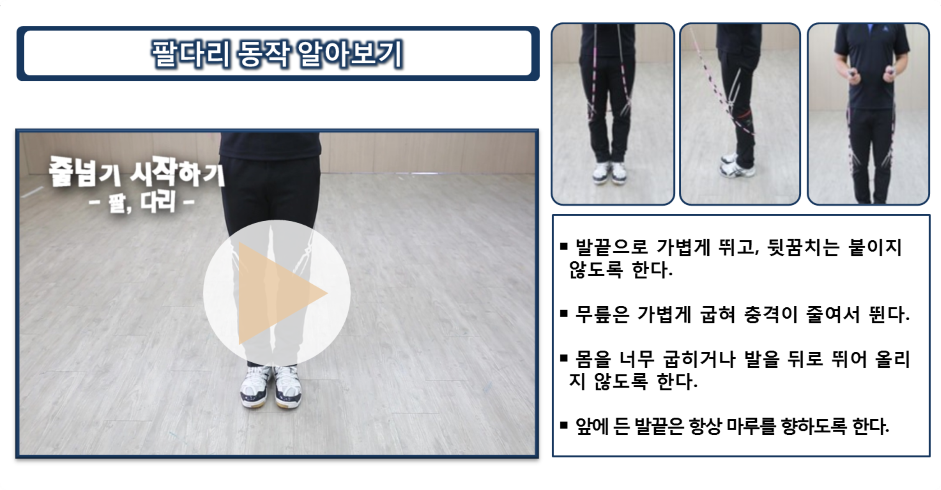 팔다리 동작 알아보기
줄넘기 시작하기
- 팔, 다리 -
▪ 발끝으로 가볍게 뛰고, 뒷꿈치는 붙이지
않도록 한다.
▪ 무릎은 가볍게 굽혀 충격이 줄여서 뛴다.
▪ 몸을 너무 굽히거나 발을 뒤로 뛰어 올리
지 않도록 한다.
▪ 앞에 든 발끝은 항상 마루를 향하도록 한다.